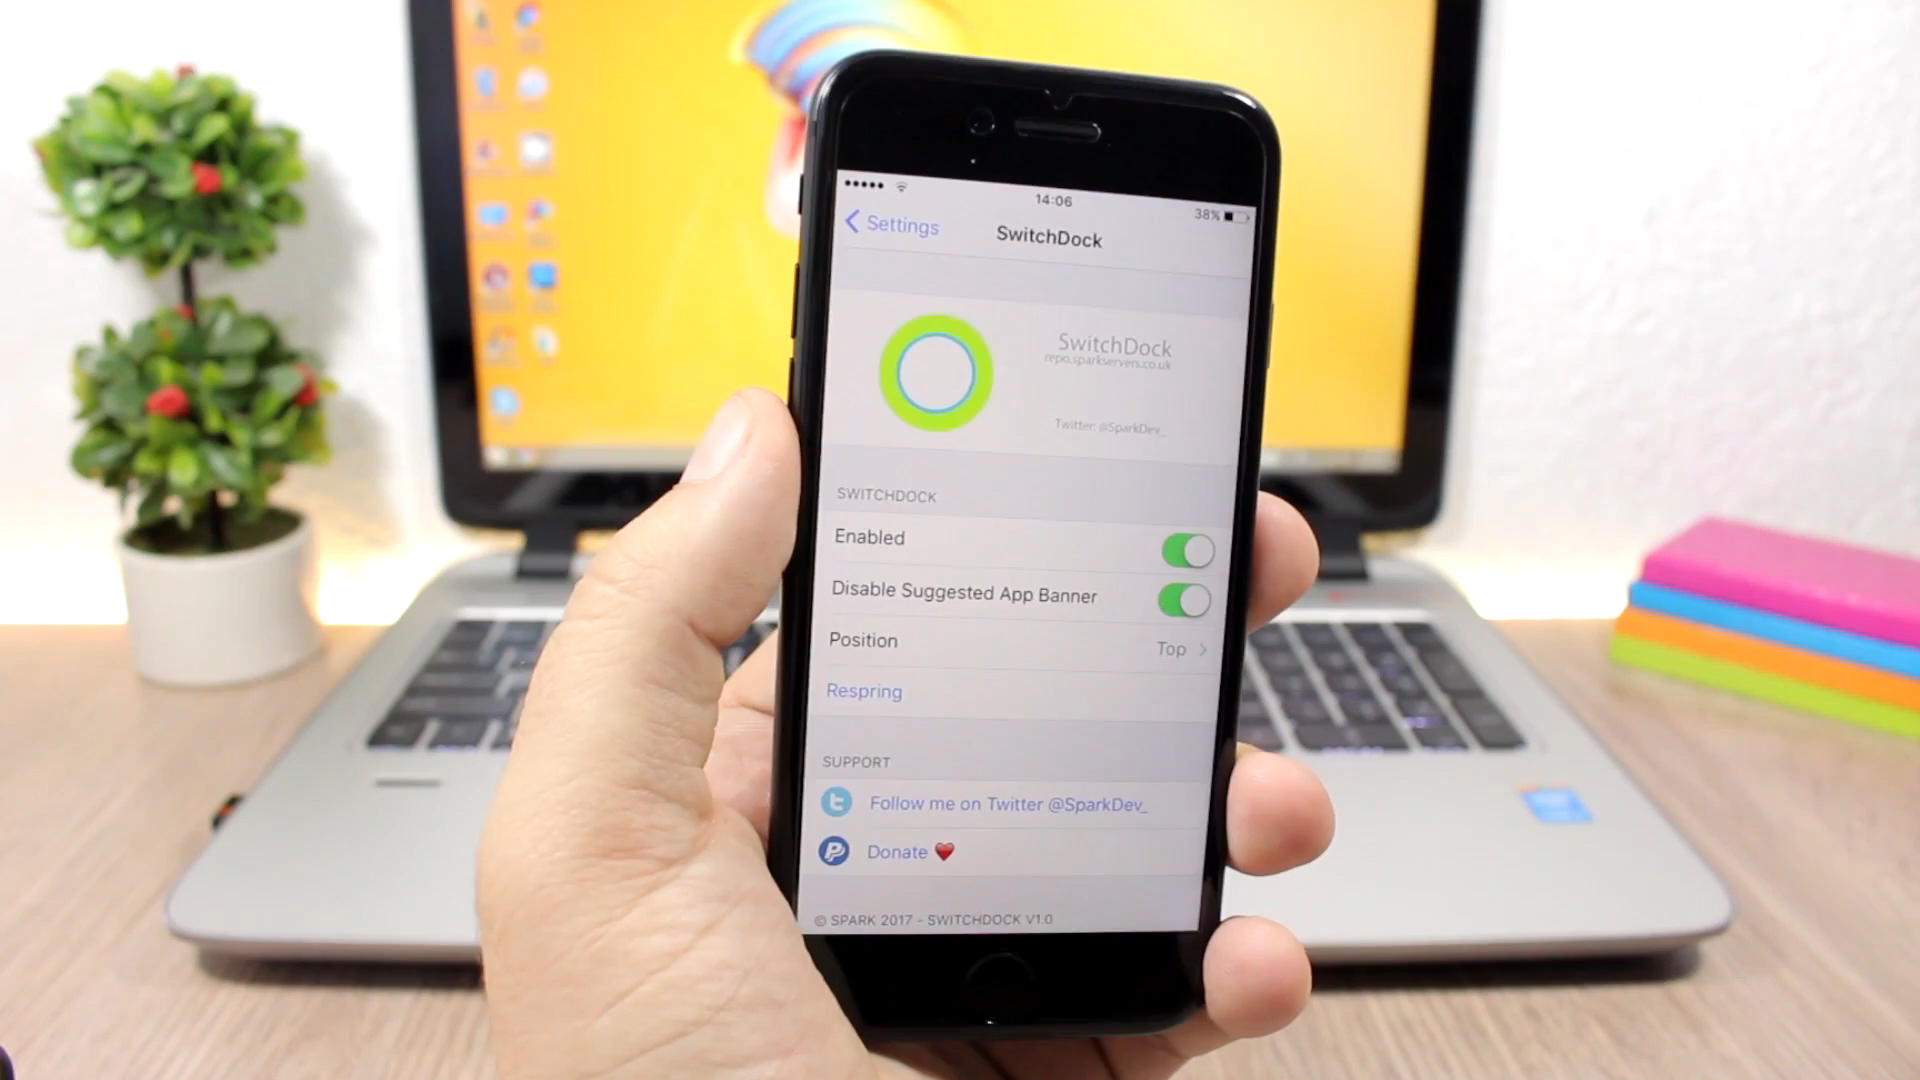 14:06
38%
Settings
SwitchDock
SwitchDock
repo.sparkservers.co.uk
Twitter: @SparkDev_
SWITCHDOCK
Enabled
Disable Suggested App Banner
Position Top
Respring
SUPPORT
Follow me on Twitter @SparkDev_
Donate ❤️
© SPARK 2017 - SWITCHDOCK V1.0